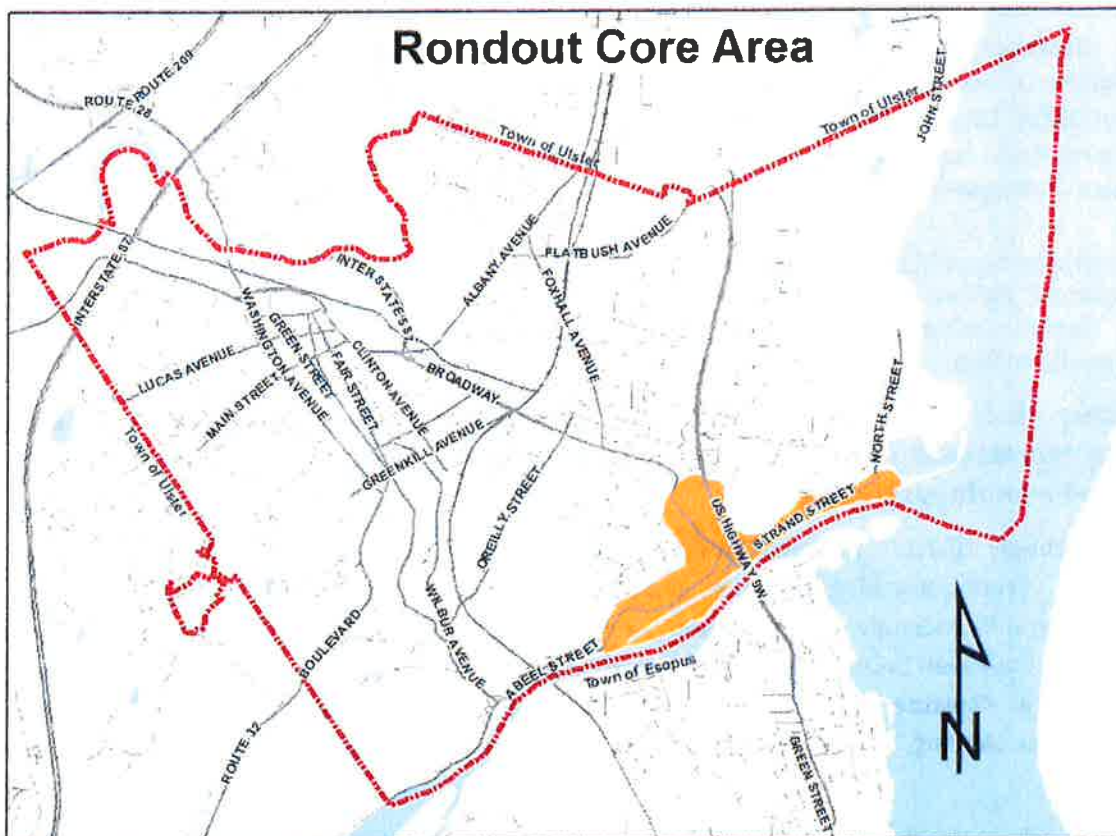 Rondout Core Area
ROUTE 209
ROUTE 28
JOHN STREET
Town of Ulster
Town of Ulster
FLATBUSH AVENUE
ALBANY AVENUE
FOXHALL AVENUE
INTERSTATE 587
INTERSTATE 87
WASHINGTON AVENUE
GREEN STREET
FAIR STREET
CLINTON AVENUE
BROADWAY
LUCAS AVENUE
MAIN STREET
GREENKILL AVENUE
Town of Ulster
OREILLY STREET
NORTH STREET
STRAND STREET
US HIGHWAY 9W
WILBUR AVENUE
BOULEVARD
ABEEL STREET
Town of Esopus
ROUTE 32
GREEN STREET
N